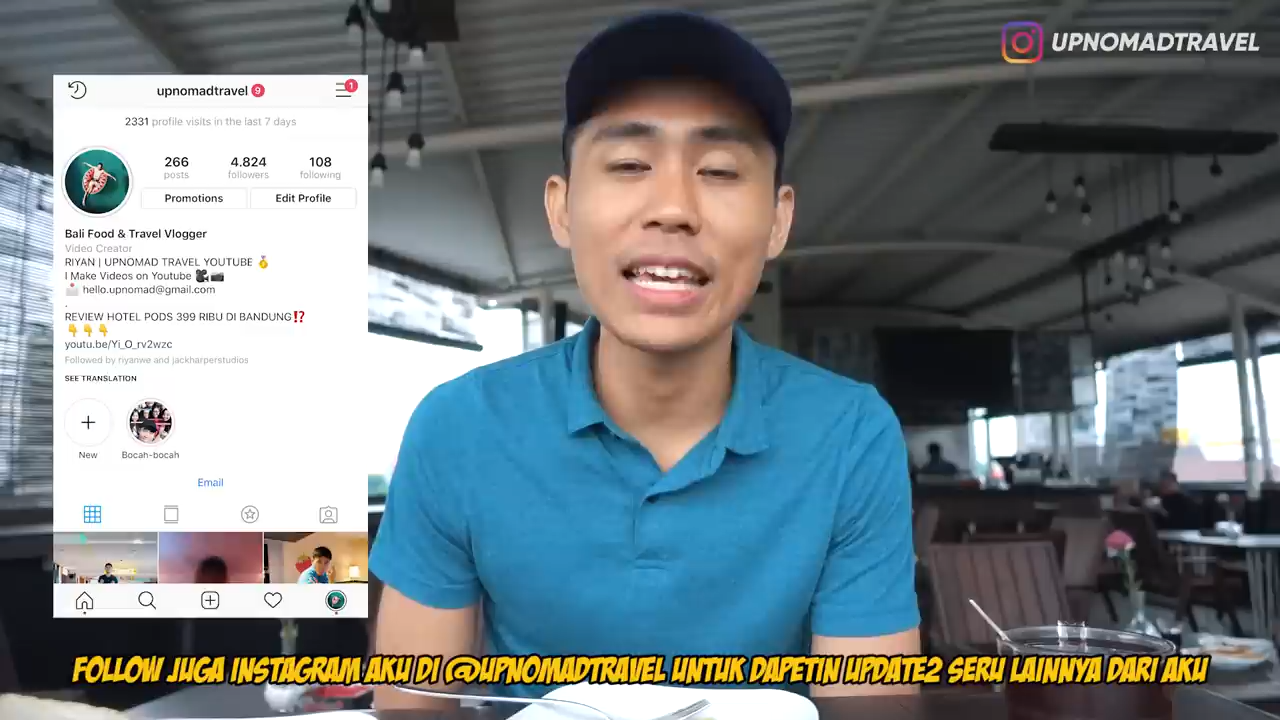 UPNOMADTRAVEL
upnomadtravel 9
1
2331 profile visits in the last 7 days
266 4.824 108
posts followers following
Promotions Edit Profile
Bali Food & Travel Vlogger
Video Creator
RIYAN | UPNOMAD TRAVEL YOUTUBE 🏅
I Make Videos on Youtube 🎥📷
📩 hello.upnomad@gmail.com
.
REVIEW HOTEL PODS 399 RIBU DI BANDUNG⁉️
👇👇👇
youtu.be/Yi_O_rv2wzc
Followed by riyanwe and jackharperstudios
SEE TRANSLATION
New Bocah-bocah
Email
FOLLOW JUGA INSTAGRAM AKU DI @UPNOMADTRAVEL UNTUK DAPETIN UPDATE2 SERU LAINNYA DARI AKU